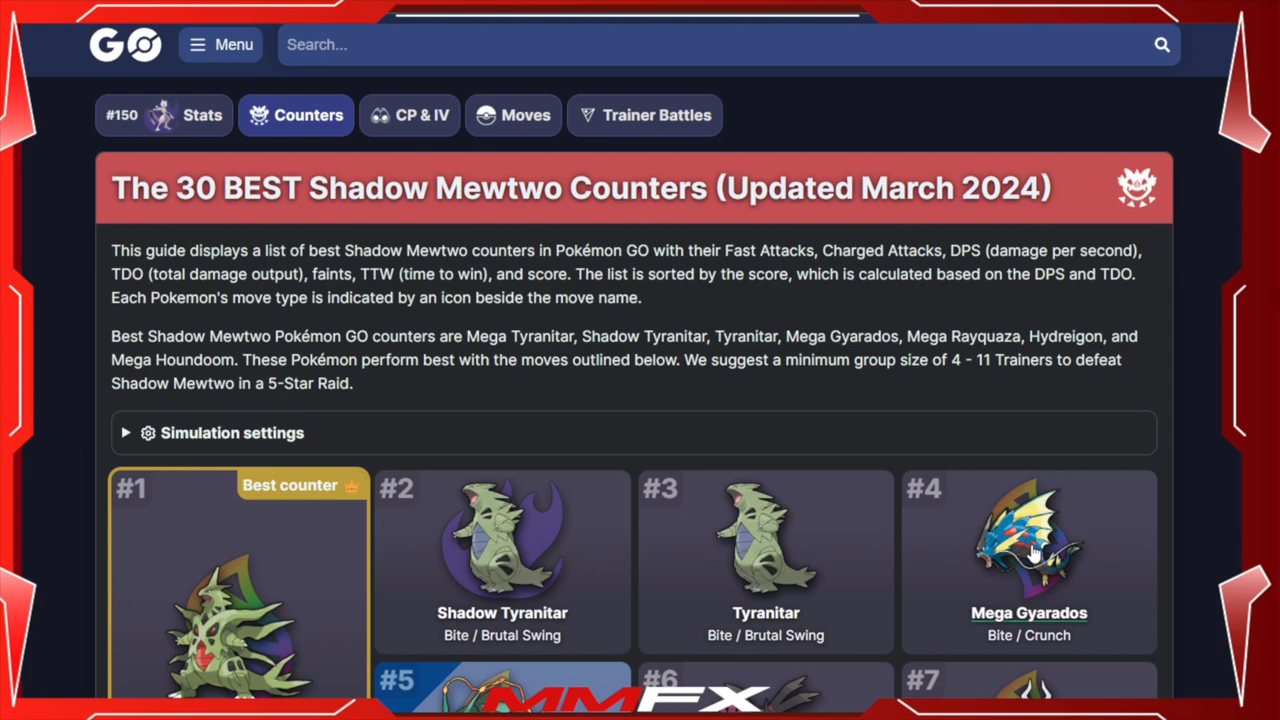 GO
Menu
Search...
#150 Stats
Counters
CP & IV
Moves
Trainer Battles
The 30 BEST Shadow Mewtwo Counters (Updated March 2024)
This guide displays a list of best Shadow Mewtwo counters in Pokémon GO with their Fast Attacks, Charged Attacks, DPS (damage per second),
TDO (total damage output), faints, TTW (time to win), and score. The list is sorted by the score, which is calculated based on the DPS and TDO.
Each Pokemon's move type is indicated by an icon beside the move name.
Best Shadow Mewtwo Pokémon GO counters are Mega Tyranitar, Shadow Tyranitar, Tyranitar, Mega Gyarados, Mega Rayquaza, Hydreigon, and
Mega Houndoom. These Pokémon perform best with the moves outlined below. We suggest a minimum group size of 4 - 11 Trainers to defeat
Shadow Mewtwo in a 5-Star Raid.
Simulation settings
#1
Best counter
#2
Shadow Tyranitar
Bite / Brutal Swing
#3
Tyranitar
Bite / Brutal Swing
#4
Mega Gyarados
Bite / Crunch
#5
#6
#7
MMFX